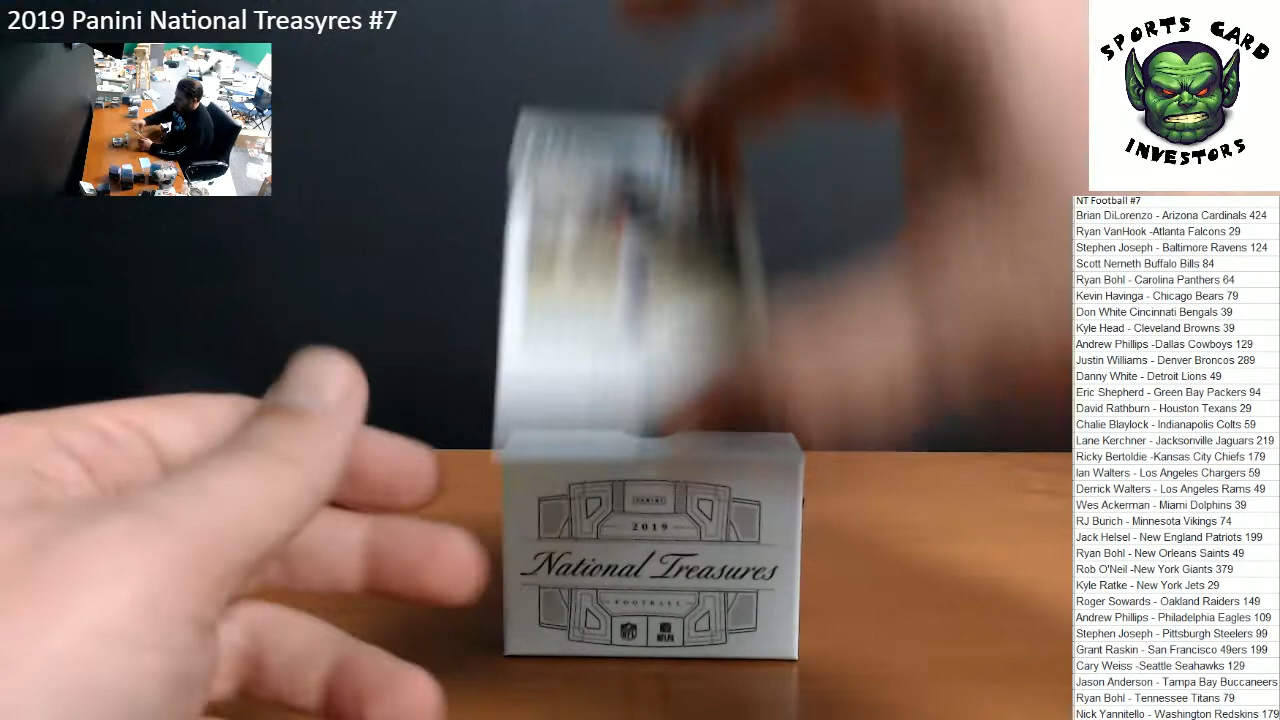 2019 Panini National Treasyres #7
SPORTS CARD
INVESTORS
NT Football #7
Brian DiLorenzo - Arizona Cardinals 424
Ryan VanHook -Atlanta Falcons 29
Stephen Joseph - Baltimore Ravens 124
Scott Nemeth Buffalo Bills 84
Ryan Bohl - Carolina Panthers 64
Kevin Havinga - Chicago Bears 79
Don White Cincinnati Bengals 39
Kyle Head - Cleveland Browns 39
Andrew Phillips -Dallas Cowboys 129
Justin Williams - Denver Broncos 289
Danny White - Detroit Lions 49
Eric Shepherd - Green Bay Packers 94
David Rathburn - Houston Texans 29
Chalie Blaylock - Indianapolis Colts 59
Lane Kerchner - Jacksonville Jaguars 219
Ricky Bertoldie -Kansas City Chiefs 179
Ian Walters - Los Angeles Chargers 59
Derrick Walters - Los Angeles Rams 49
Wes Ackerman - Miami Dolphins 39
RJ Burich - Minnesota Vikings 74
Jack Helsel - New England Patriots 199
Ryan Bohl - New Orleans Saints 49
Rob O'Neil -New York Giants 379
Kyle Ratke - New York Jets 29
Roger Sowards - Oakland Raiders 149
Andrew Phillips - Philadelphia Eagles 109
Stephen Joseph - Pittsburgh Steelers 99
Grant Raskin - San Francisco 49ers 199
Cary Weiss -Seattle Seahawks 129
Jason Anderson - Tampa Bay Buccaneers
Ryan Bohl - Tennessee Titans 79
Nick Yannitello - Washington Redskins 179
PANINI
2019
National Treasures
FOOTBALL
NFL
NFLPA